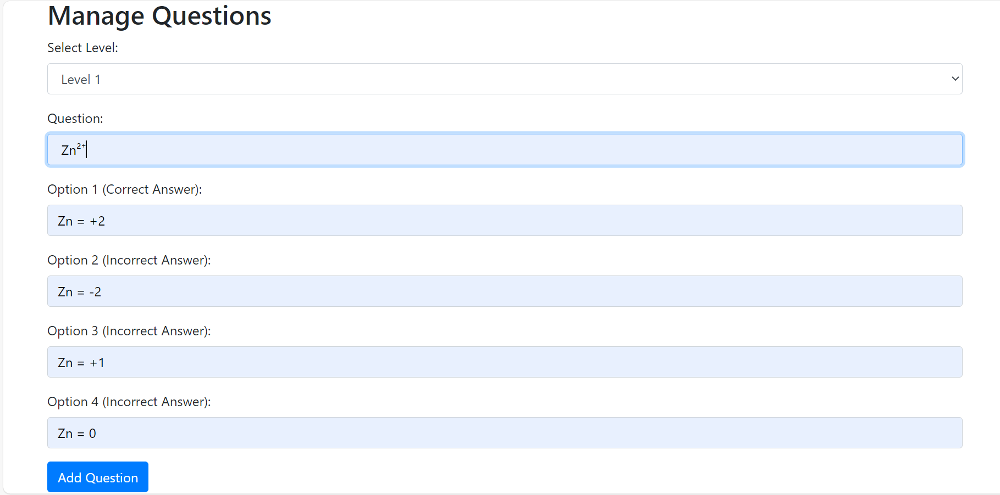 Manage Questions
Select Level:
Level 1
Question:
Zn²⁺
Option 1 (Correct Answer):
Zn = +2
Option 2 (Incorrect Answer):
Zn = -2
Option 3 (Incorrect Answer):
Zn = +1
Option 4 (Incorrect Answer):
Zn = 0
Add Question